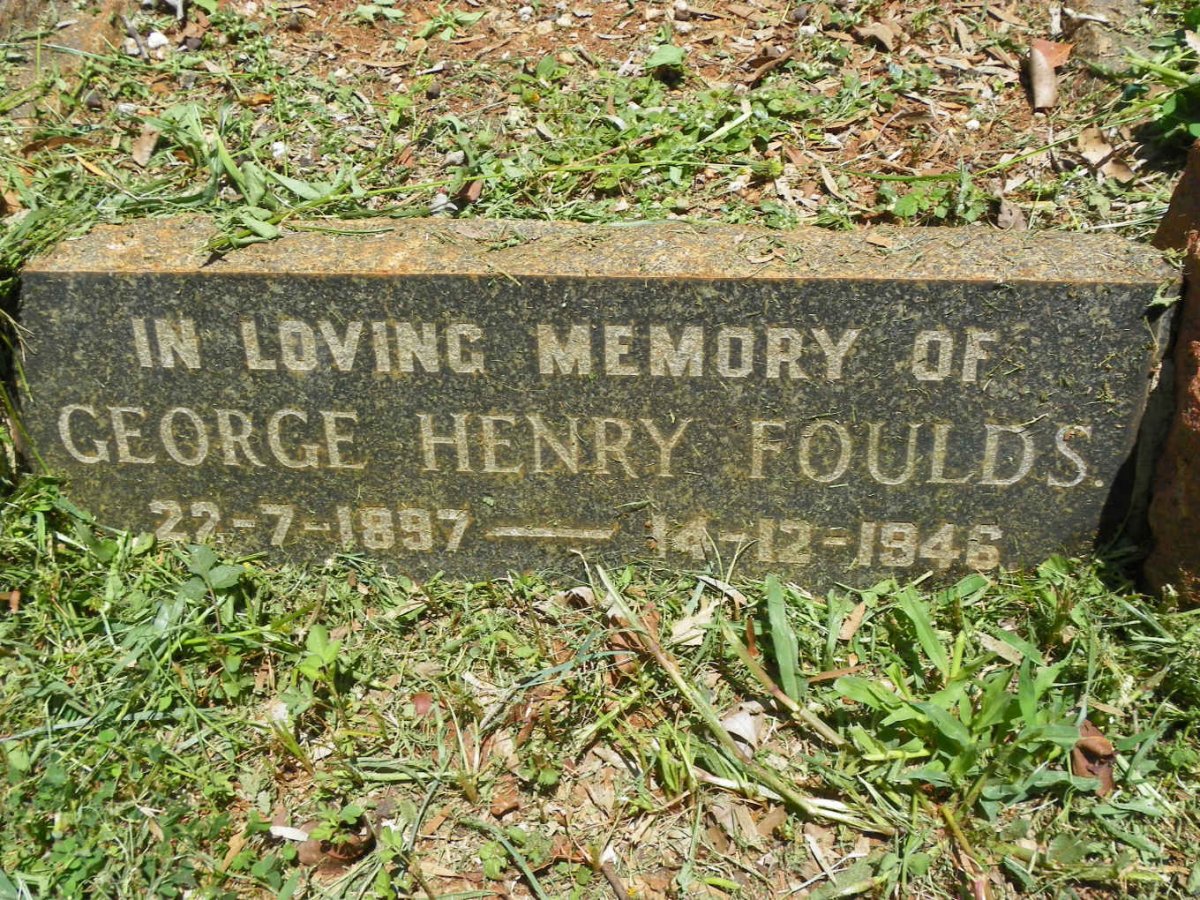 IN LOVING MEMORY OF
GEORGE HENRY FOULDS.
22-7-1897 — 14-12-1946